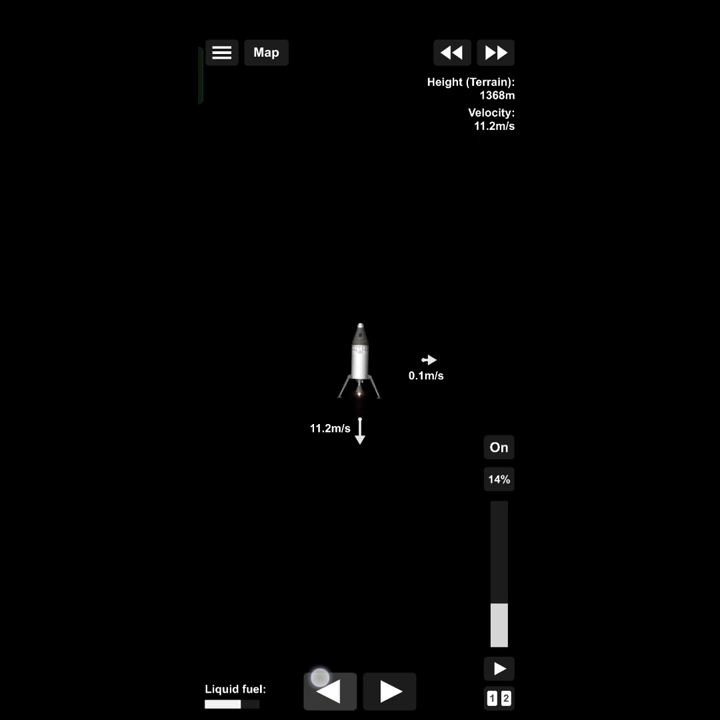 Map
Height (Terrain):
1368m
Velocity:
11.2m/s
0.1m/s
11.2m/s
On
14%
Liquid fuel:
1 2